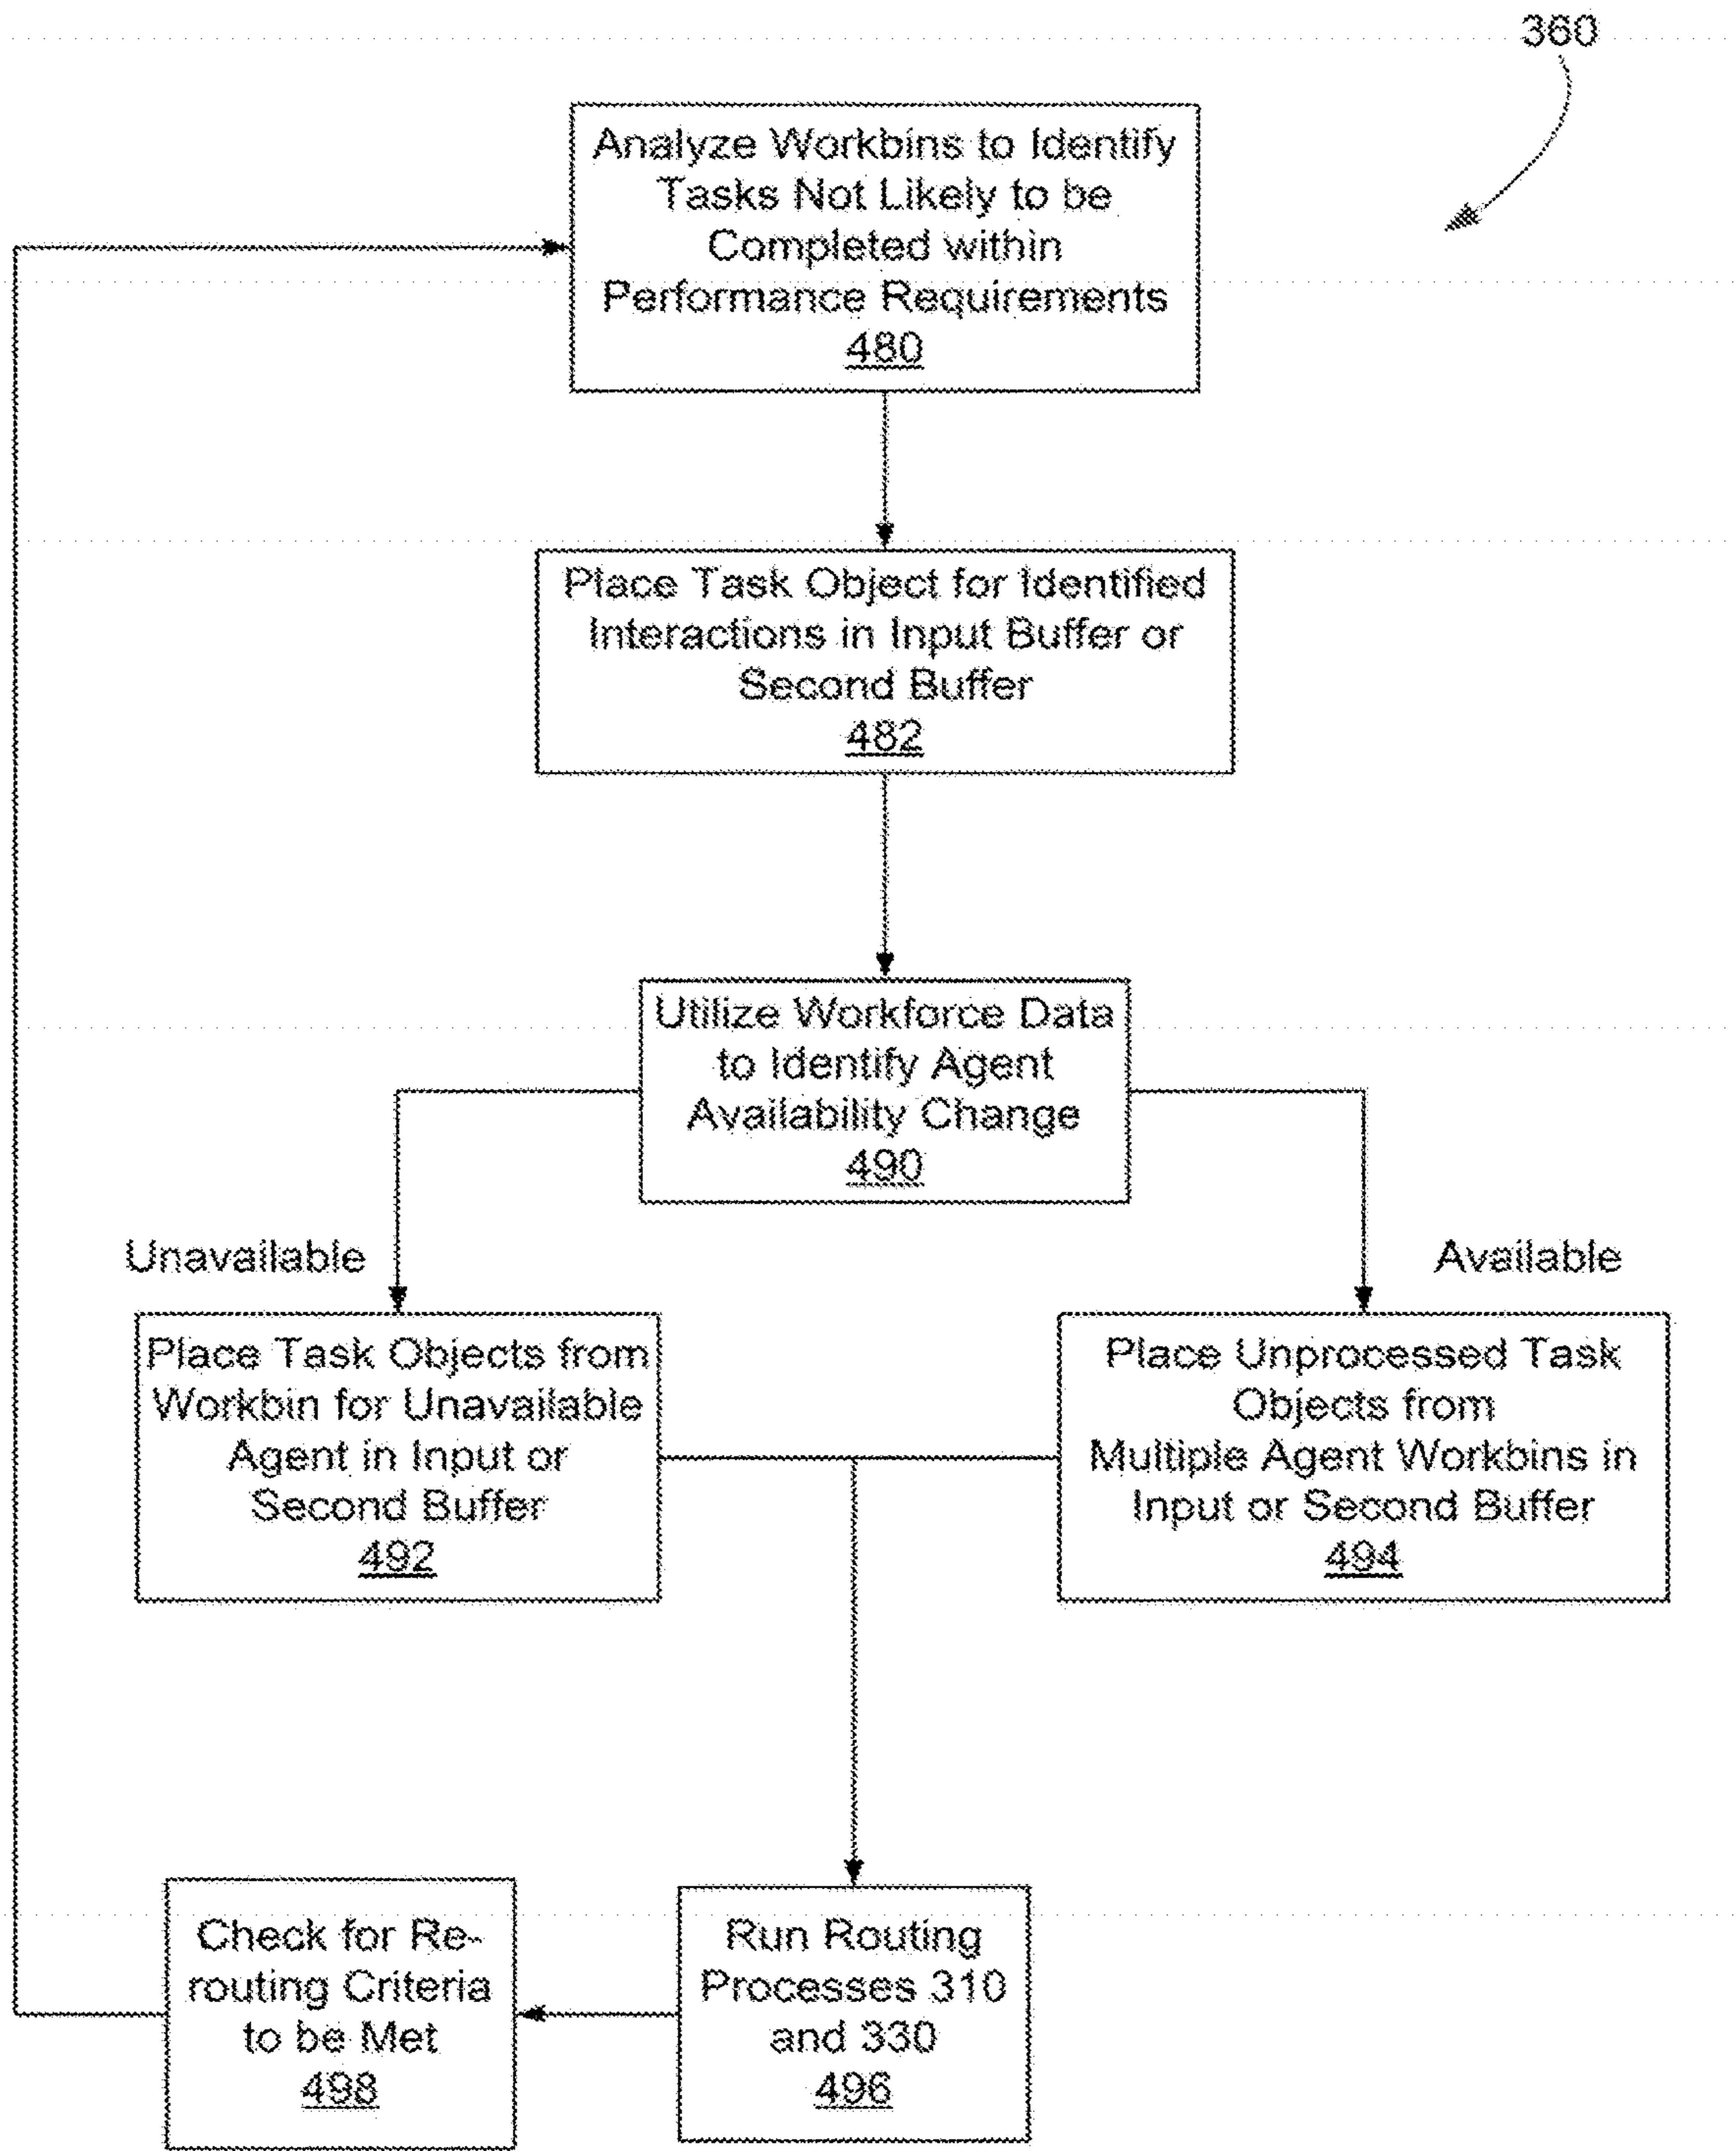 360
Analyze Workbins to Identify
Tasks Not Likely to be
Completed within
Performance Requirements
480
Place Task Object for Identified
Interactions in Input Buffer or
Second Buffer
482
Utilize Workforce Data
to Identify Agent
Availability Change
490
Unavailable
Available
Place Task Objects from
Workbin for Unavailable
Agent in Input or
Second Buffer
492
Place Unprocessed Task
Objects from
Multiple Agent Workbins in
Input or Second Buffer
494
Check for Re-
routing Criteria
to be Met
498
Run Routing
Processes 310
and 330
496